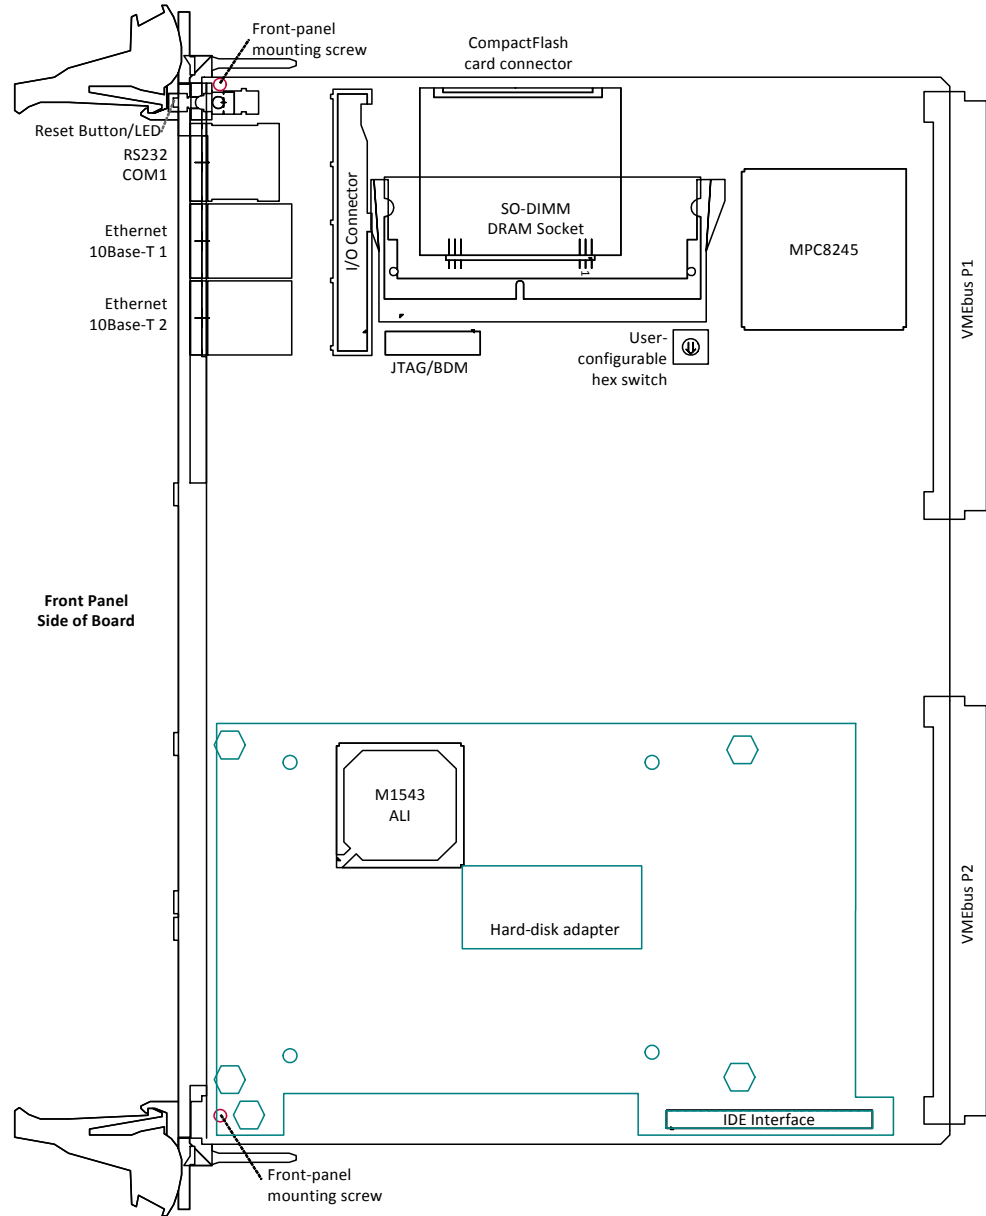 Front-panel
mounting screw
CompactFlash
card connector
Reset Button/LED
RS232
COM1
Ethernet
10Base-T 1
Ethernet
10Base-T 2
I/O Connector
SO-DIMM
DRAM Socket
1
MPC8245
VMEbus P1
JTAG/BDM
User-
configurable
hex switch
Front Panel
Side of Board
M1543
ALI
Hard-disk adapter
VMEbus P2
IDE Interface
Front-panel
mounting screw